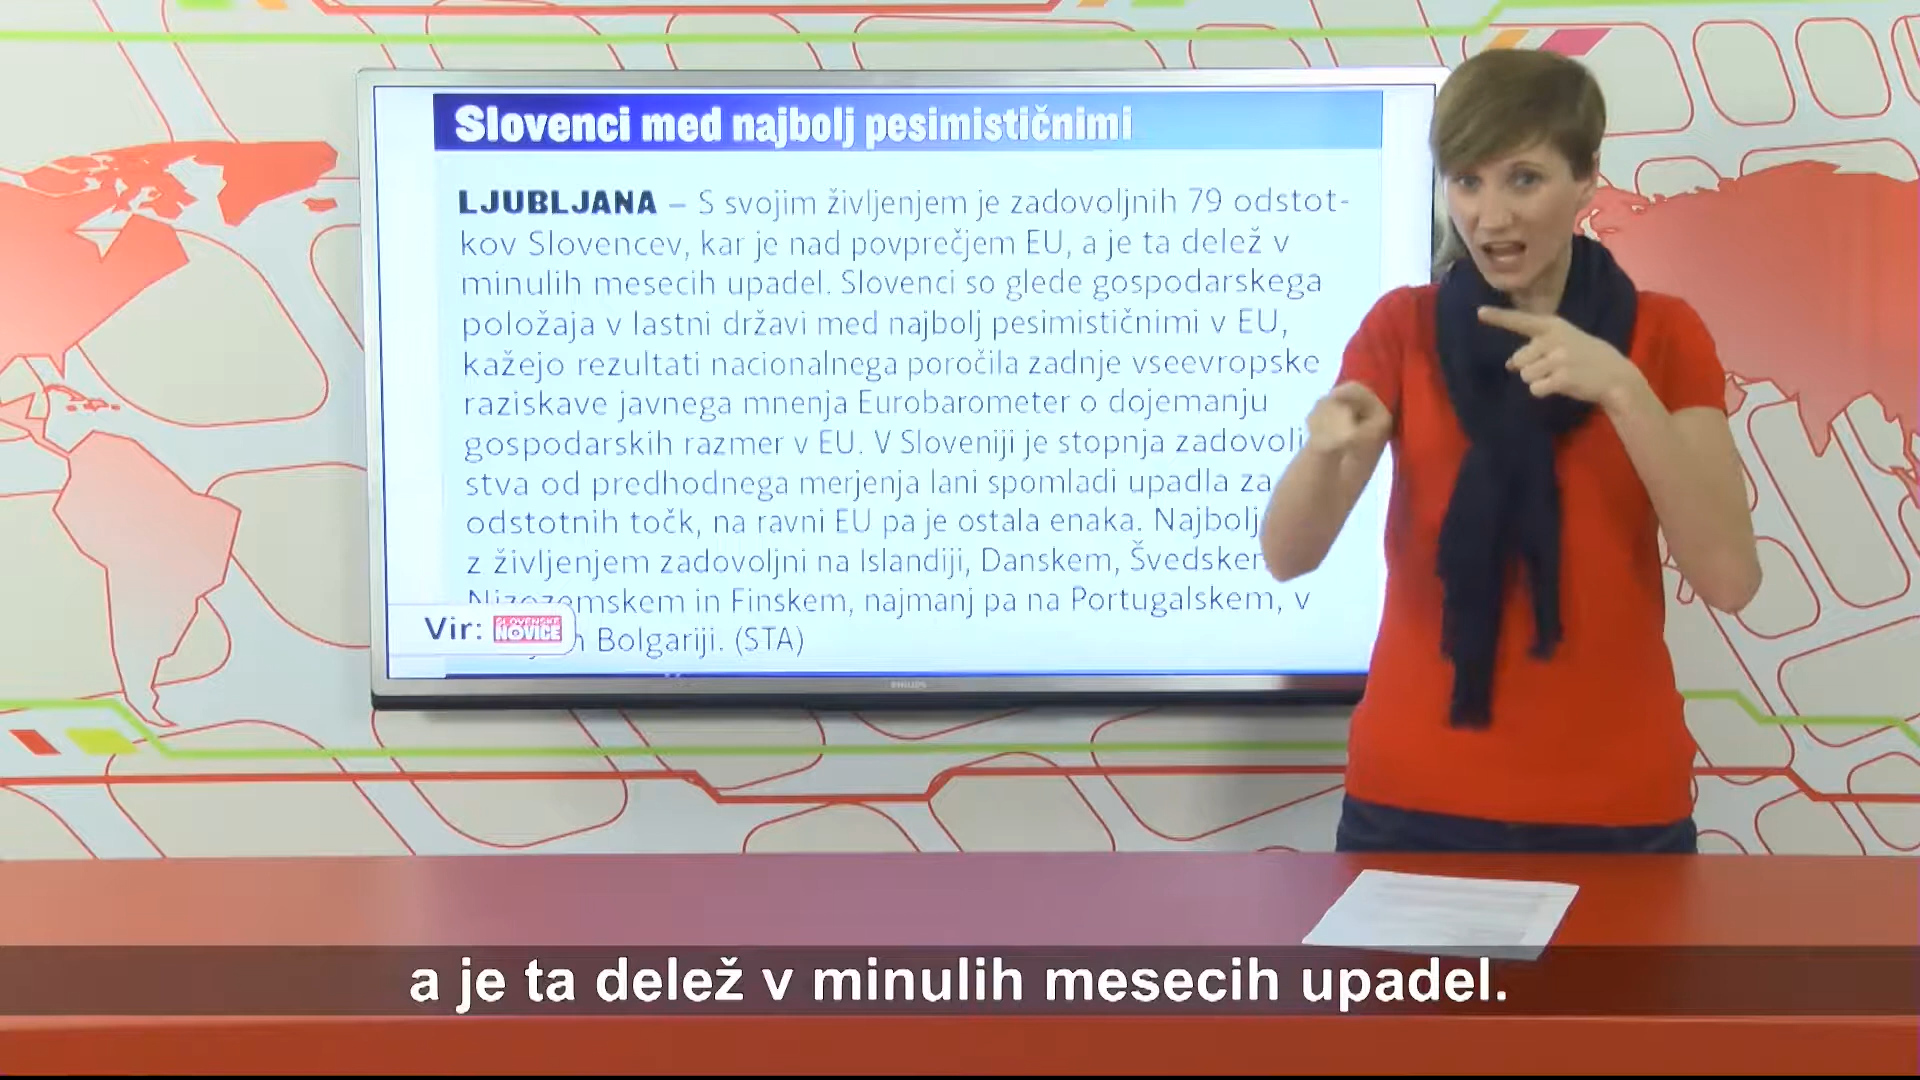 Slovenci med najbolj pesimističnimi
LJUBLJANA – S svojim življenjem je zadovoljnih 79 odstot-
kov Slovencev, kar je nad povprečjem EU, a je ta delež v
minulih mesecih upadel. Slovenci so glede gospodarskega
položaja v lastni državi med najbolj pesimističnimi v EU,
kažejo rezultati nacionalnega poročila zadnje vseevropske
raziskave javnega mnenja Eurobarometer o dojemanju
gospodarskih razmer v EU. V Sloveniji je stopnja
stva od predhodnega merjenja lani spomladi upadla za
odstotnih točk, na ravni EU pa je ostala enaka. Najbolj
z življenjem zadovoljni na Islandiji, Danskem,
in Finskem, najmanj pa na Portugalskem, v
Bolgariji. (STA)
Vir: SLOVENSKE NOVICE
PHILIPS
a je ta delež v minulih mesecih upadel.